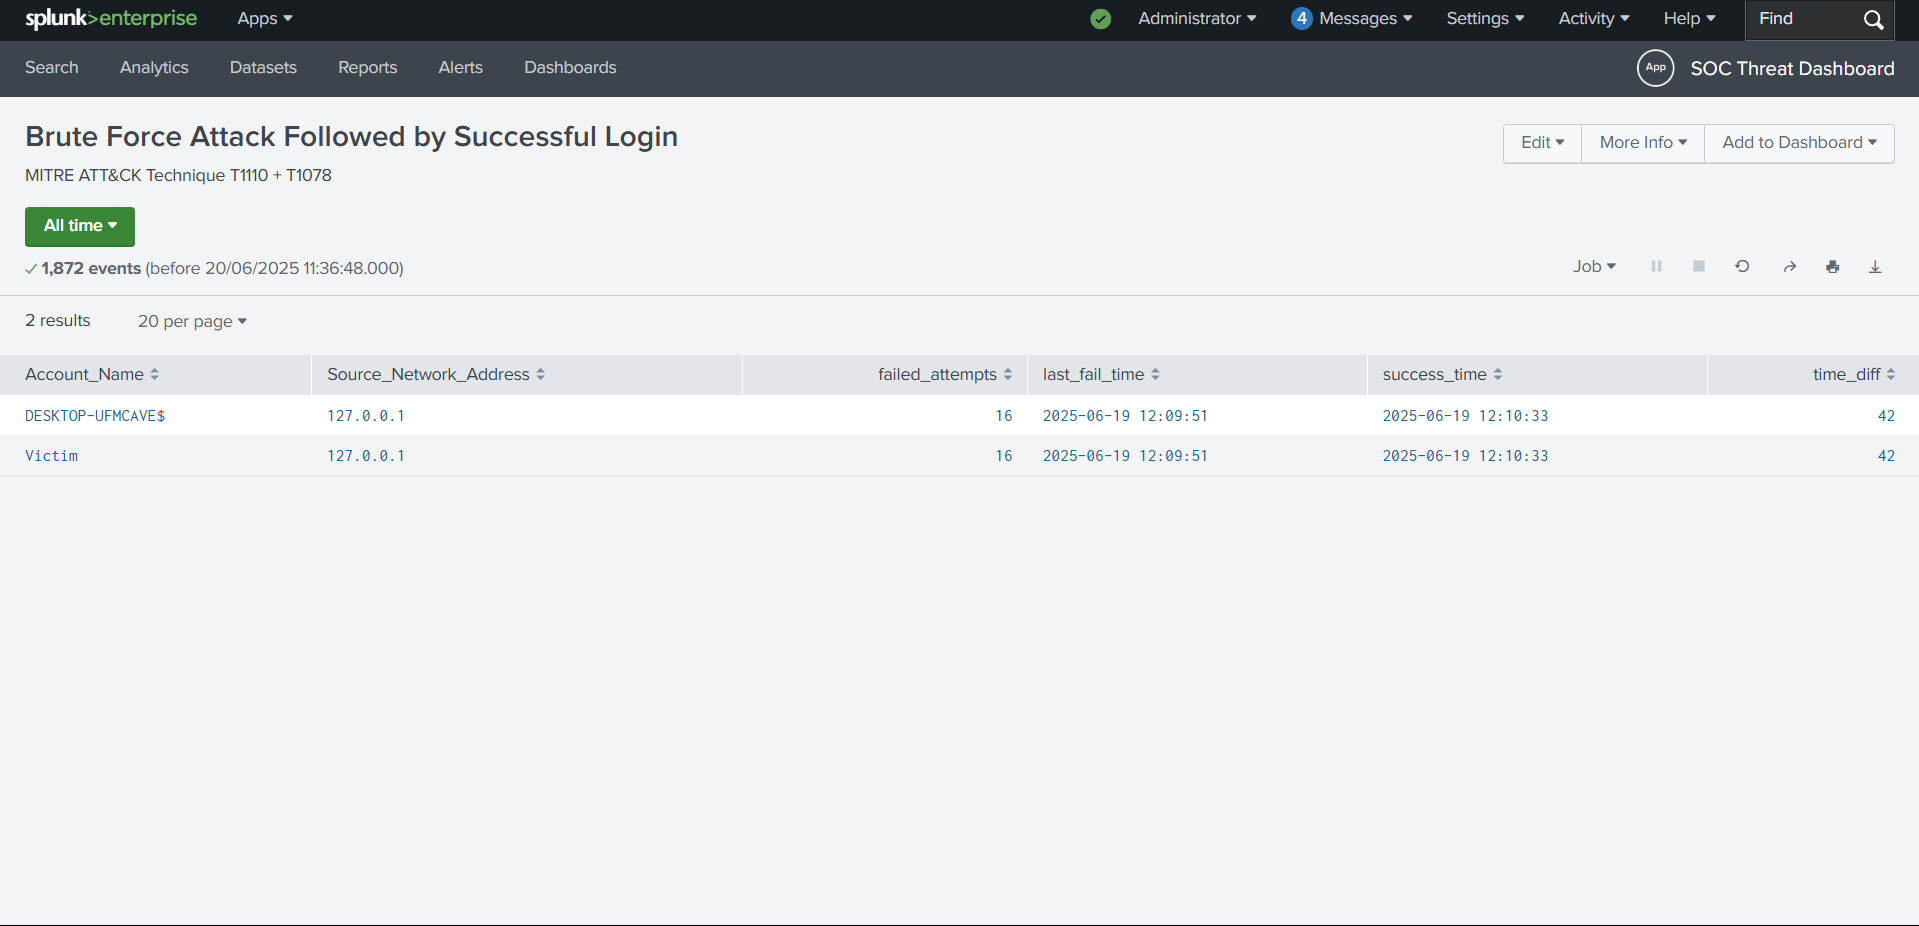 splunk>enterprise Apps Administrator 4 Messages Settings Activity Help Find
Search Analytics Datasets Reports Alerts Dashboards App SOC Threat Dashboard
Brute Force Attack Followed by Successful Login
Edit More Info Add to Dashboard
MITRE ATT&CK Technique T1110 + T1078
All time
1,872 events (before 20/06/2025 11:36:48.000)
Job
2 results 20 per page
Account_Name Source_Network_Address failed_attempts last_fail_time success_time time_diff
DESKTOP-UFMCAVE$ 127.0.0.1 16 2025-06-19 12:09:51 2025-06-19 12:10:33 42
Victim 127.0.0.1 16 2025-06-19 12:09:51 2025-06-19 12:10:33 42